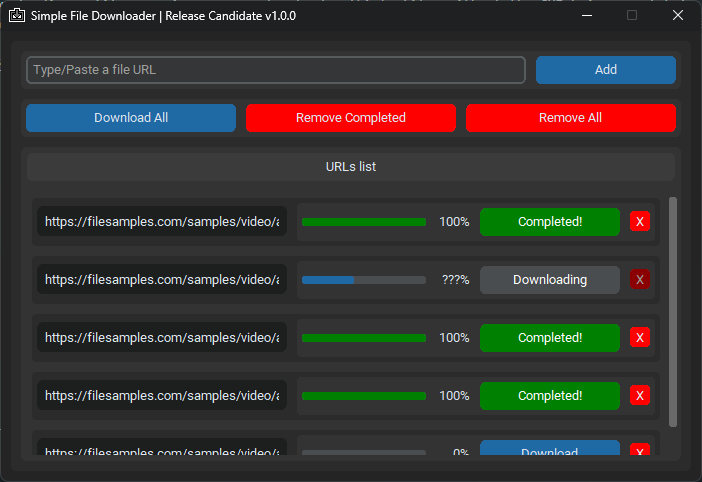 Simple File Downloader | Release Candidate v1.0.0
Type/Paste a file URL
Add
Download All
Remove Completed
Remove All
URLs list
https://filesamples.com/samples/video/a
100%
Completed!
X
https://filesamples.com/samples/video/a
???%
Downloading
X
https://filesamples.com/samples/video/a
100%
Completed!
X
https://filesamples.com/samples/video/a
100%
Completed!
X
https://filesamples.com/samples/video/a
0%
Download
X